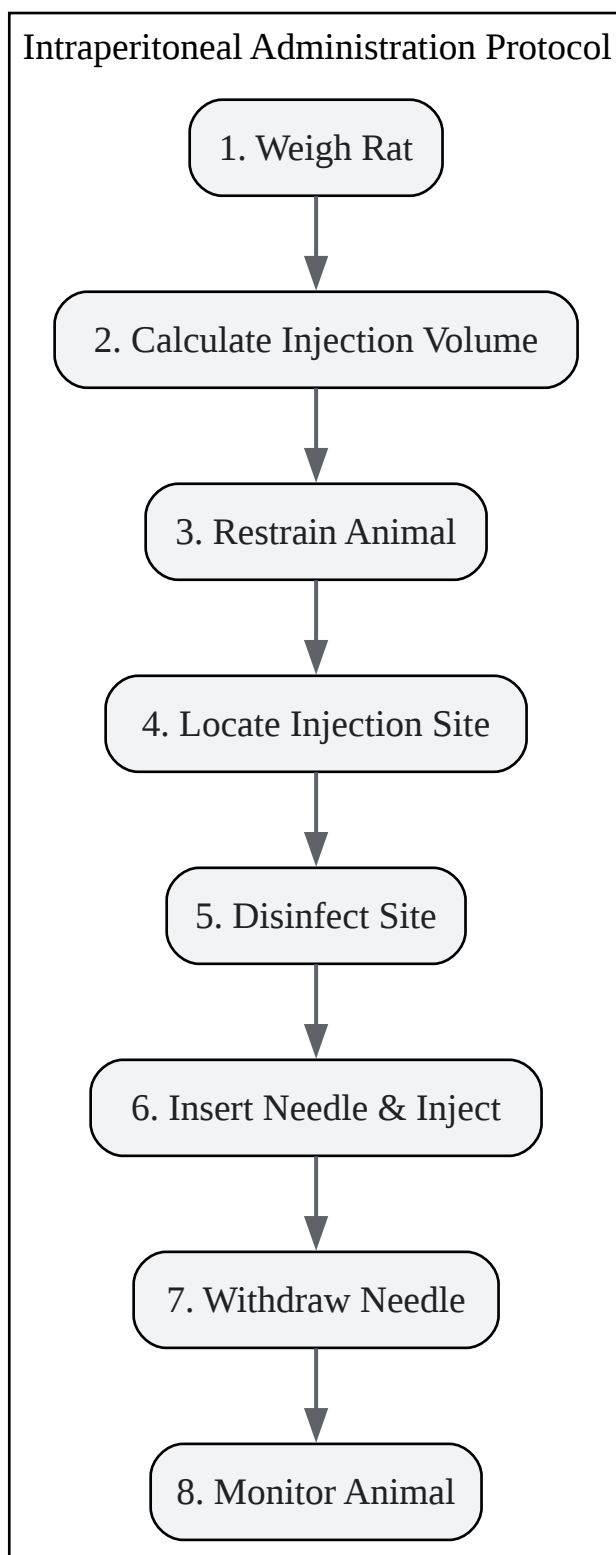 Intraperitoneal Administration Protocol
1. Weigh Rat
2. Calculate Injection Volume
3. Restrain Animal
4. Locate Injection Site
5. Disinfect Site
6. Insert Needle & Inject
7. Withdraw Needle
8. Monitor Animal